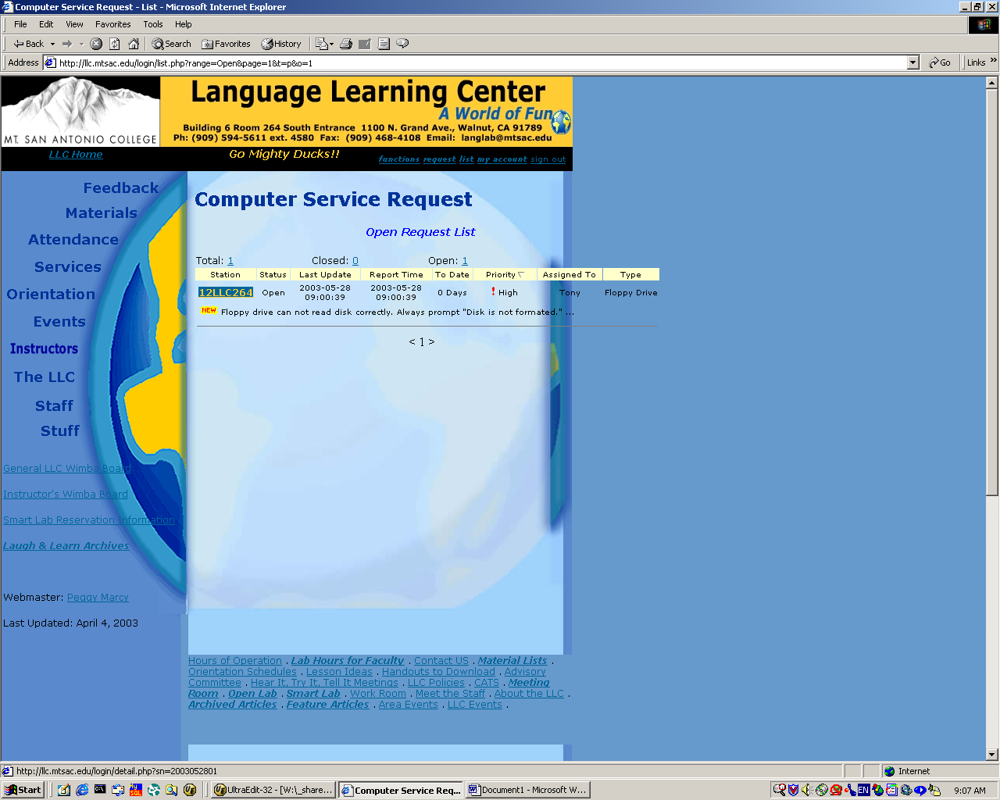 Computer Service Request - List - Microsoft Internet Explorer
File Edit View Favorites Tools Help
Back Search Favorites History
Address http://llc.mtsac.edu/login/list.php?range=Open&page=1&t=p&o=1 Go Links »
Language Learning Center
A World of Fun
Building 6 Room 264 South Entrance 1100 N. Grand Ave., Walnut, CA 91789
MT. SAN ANTONIO COLLEGE
Ph: (909) 594-5611 ext. 4580 Fax: (909) 468-4108 Email: langlab@mtsac.edu
LLC Home Go Mighty Ducks!! functions request list my account sign out
Feedback
Materials
Attendance
Services
Orientation
Events
Instructors
The LLC
Staff
Stuff
General LLC Wimba Board
Instructor's Wimba Board
Smart Lab Reservation Information
Laugh & Learn Archives
Webmaster: Peggy Marcy
Last Updated: April 4, 2003
Computer Service Request
Open Request List
Total: 1 Closed: 0 Open: 1
Station Status Last Update Report Time To Date Priority Assigned To Type
12LLC264 Open 2003-05-28 09:00:39 2003-05-28 09:00:39 0 Days ! High Tony Floppy Drive
NEW Floppy drive can not read disk correctly. Always prompt "Disk is not formated." ...
< 1 >
Hours of Operation . Lab Hours for Faculty . Contact US . Material Lists .
Orientation Schedules . Lesson Ideas . Handouts to Download . Advisory
Committee . Hear It, Try It, Tell It Meetings . LLC Policies . CATS . Meeting
Room . Open Lab . Smart Lab . Work Room . Meet the Staff . About the LLC .
Archived Articles . Feature Articles . Area Events . LLC Events .
http://llc.mtsac.edu/login/detail.php?sn=2003052801 Internet
Start UltraEdit-32 - [W:\_share... Computer Service Req... Document1 - Microsoft W... EN 9:07 AM